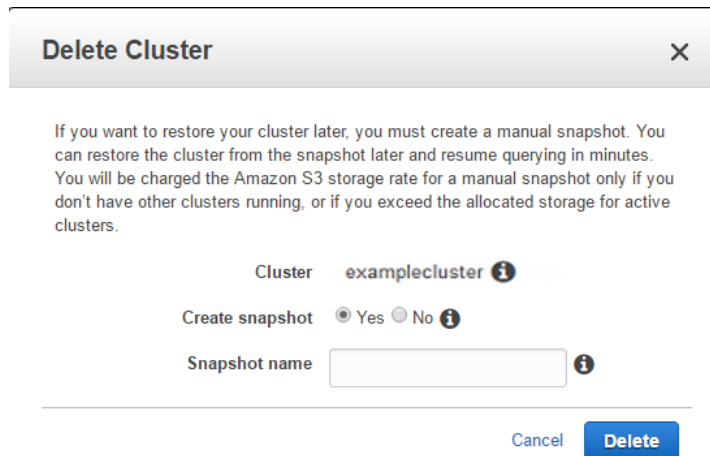 Delete Cluster
If you want to restore your cluster later, you must create a manual snapshot. You
can restore the cluster from the snapshot later and resume querying in minutes.
You will be charged the Amazon S3 storage rate for a manual snapshot only if you
don't have other clusters running, or if you exceed the allocated storage for active
clusters.
Cluster examplecluster
Create snapshot Yes No
Snapshot name
Cancel Delete